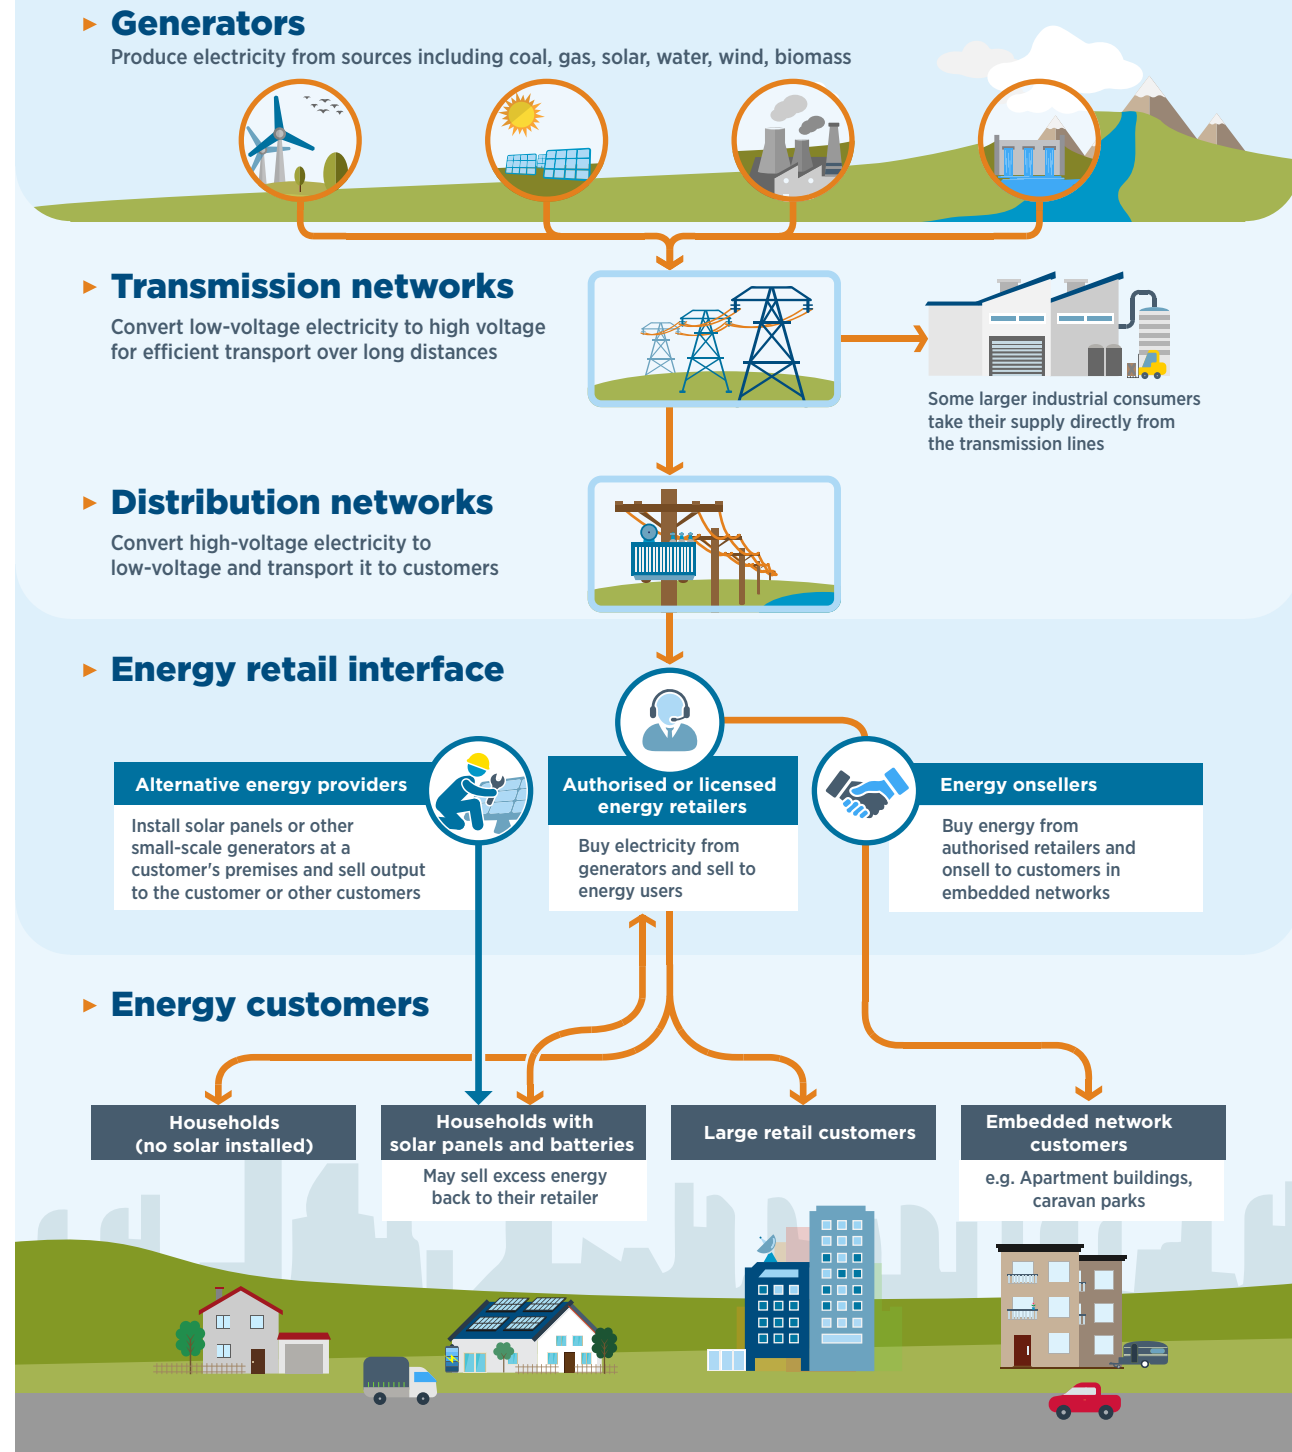 Generators
Produce electricity from sources including coal, gas, solar, water, wind, biomass
Transmission networks
Convert low-voltage electricity to high voltage
for efficient transport over long distances
Some larger industrial consumers
take their supply directly from
the transmission lines
Distribution networks
Convert high-voltage electricity to
low-voltage and transport it to customers
Energy retail interface
Alternative energy providers
Install solar panels or other
small-scale generators at a
customer's premises and sell output
to the customer or other customers
Authorised or licensed
energy retailers
Buy electricity from
generators and sell to
energy users
Energy onsellers
Buy energy from
authorised retailers and
onsell to customers in
embedded networks
Energy customers
Households
(no solar installed)
Households with
solar panels and batteries
May sell excess energy
back to their retailer
Large retail customers
Embedded network
customers
e.g. Apartment buildings,
caravan parks